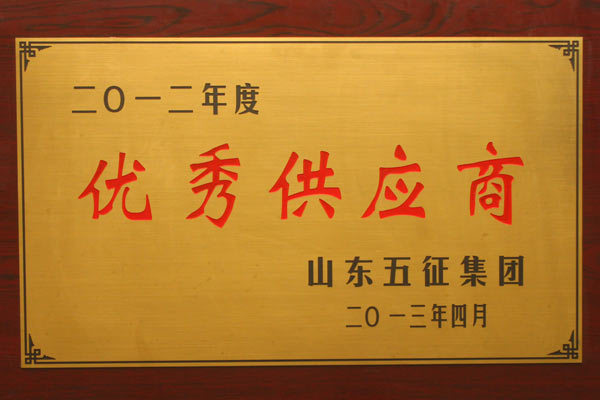 二〇一二年度
优秀供应商
山东五征集团
二〇一三年四月